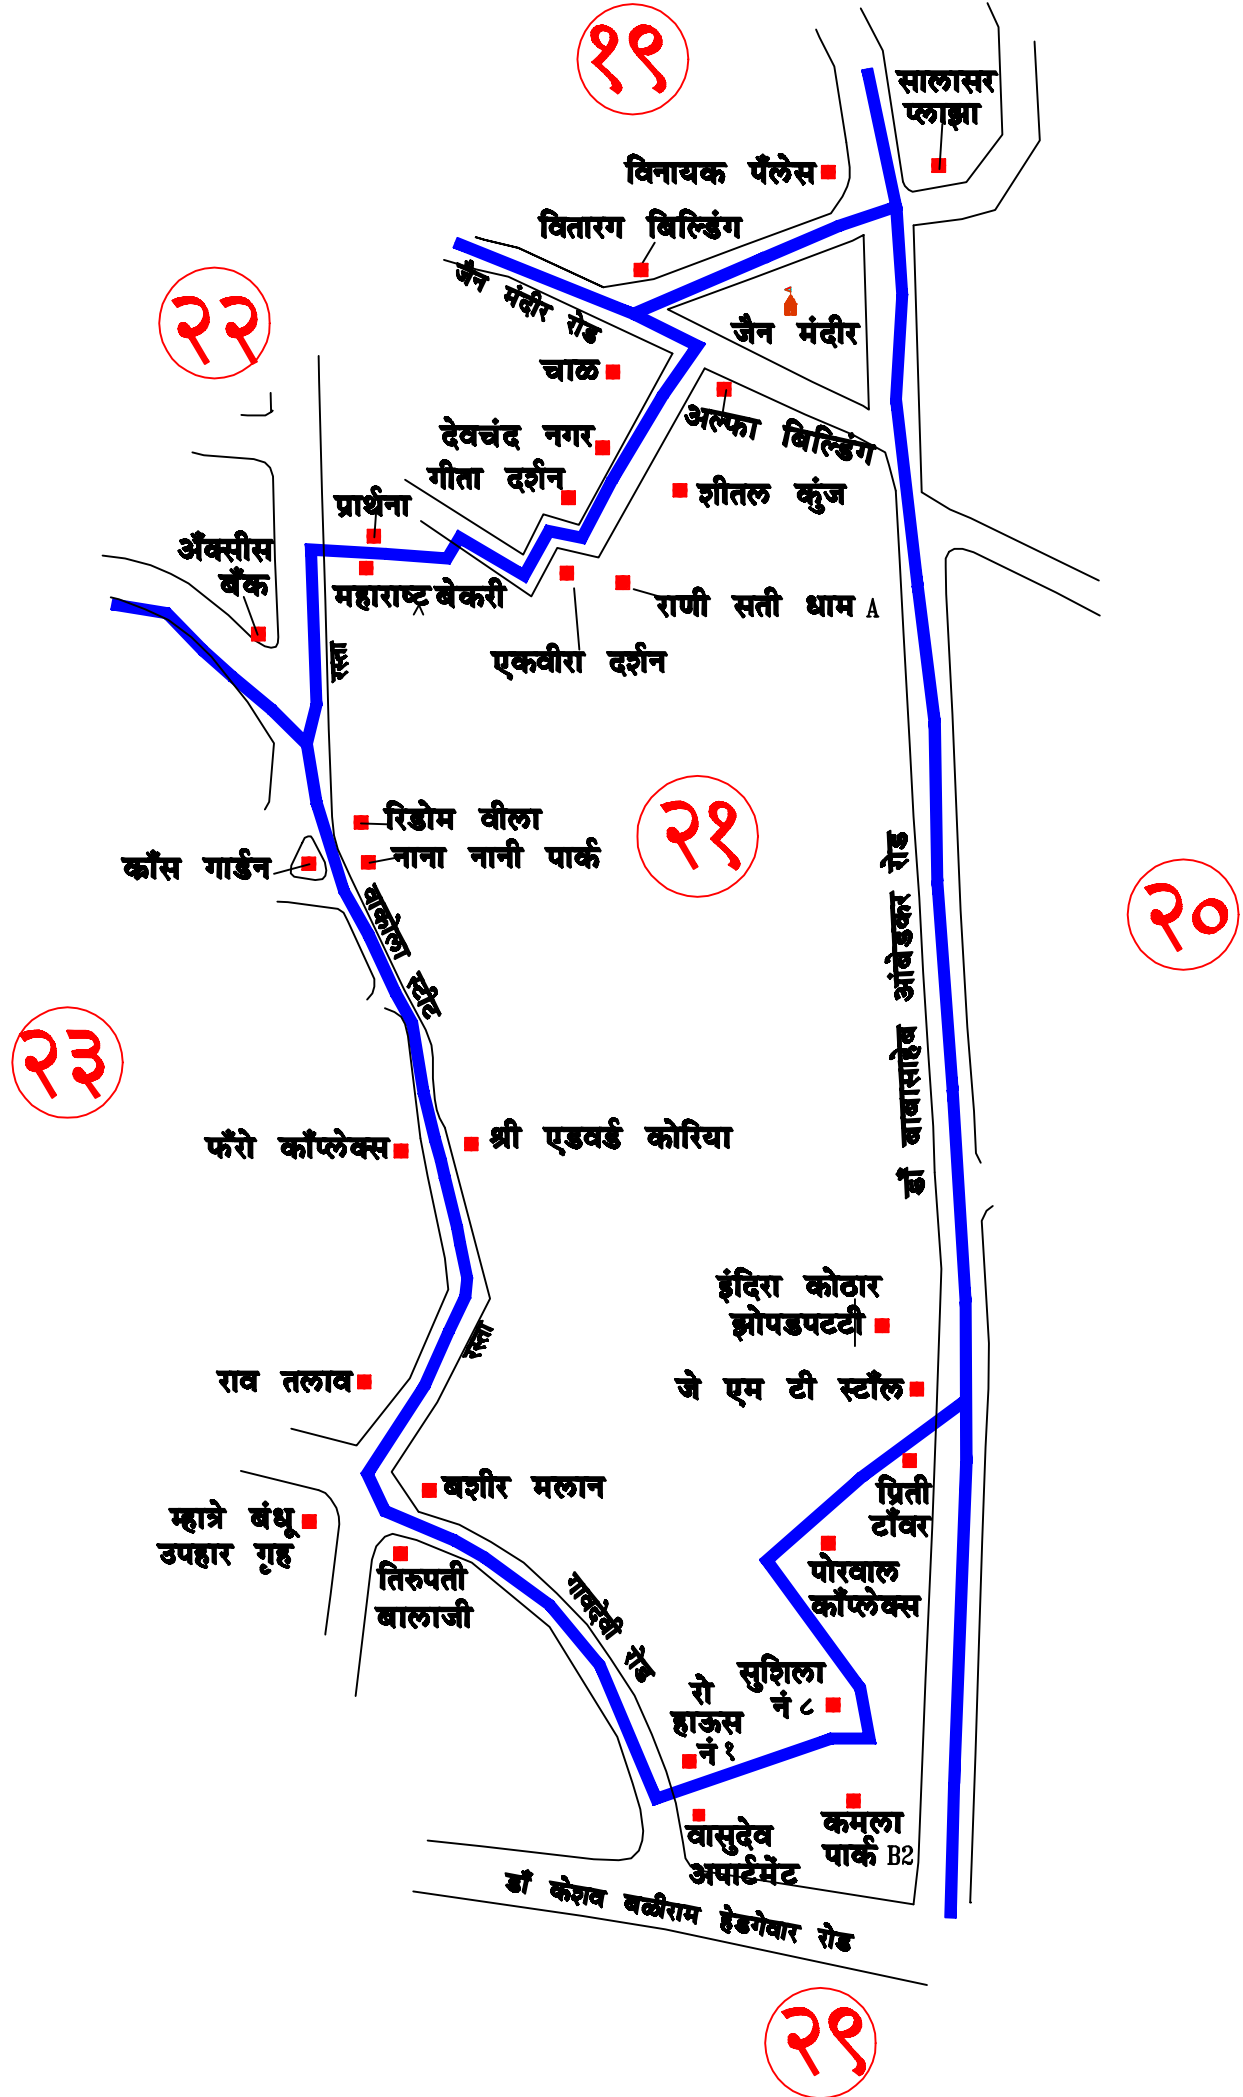 १९
सालासर
प्लाझा
विनायक पॅलेस
वितारग बिल्डिंग
जैन मंदीर रोड
२२
जैन मंदीर
चाळ
अल्फा बिल्डिंग
देवचंद नगर
गीता दर्शन
शीतल कुंज
प्रार्थना
अ‍ॅक्सीस
बँक
महाराष्ट्र बेकरी
राणी सती धाम A
रस्ता
एकवीरा दर्शन
रिडोम वीला
नाना नानी पार्क
क्रॉस गार्डन
२१
वाकोला स्टीट
डॉ बाबासाहेब आंबेडकर रोड
२०
२३
फॅरो कॉंप्लेक्स
श्री एडवर्ड कोरिया
इंदिरा कोठार
झोपडपटटी
रस्ता
राव तलाव
जे एम टी स्टॉल
बशीर मलान
प्रिती
टॉवर
म्हात्रे बंधू
उपहार गृह
तिरुपती
बालाजी
पोरवाल
कॉंप्लेक्स
गावदेवी रोड
सुशिला
नं ८
रो
हाऊस
नं १
वासुदेव
अपार्टमेंट
कमला
पार्क B2
डॉ केशव बळीराम हेडगेवार रोड
२९